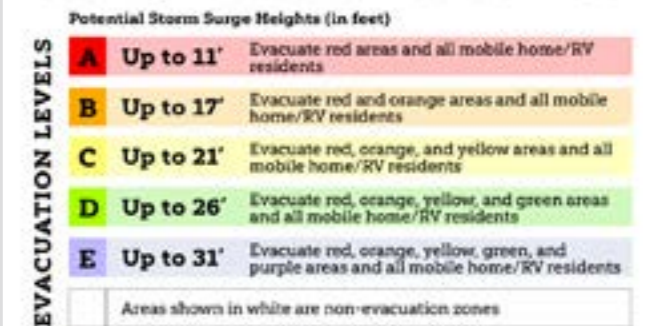 Potential Storm Surge Heights (in feet)
EVACUATION LEVELS
A Up to 11' Evacuate red areas and all mobile home/RV
residents
B Up to 17' Evacuate red and orange areas and all mobile
home/RV residents
C Up to 21' Evacuate red, orange, and yellow areas and all
mobile home/RV residents
D Up to 26' Evacuate red, orange, yellow, and green areas
and all mobile home/RV residents
E Up to 31' Evacuate red, orange, yellow, green, and
purple areas and all mobile home/RV residents
Areas shown in white are non-evacuation zones